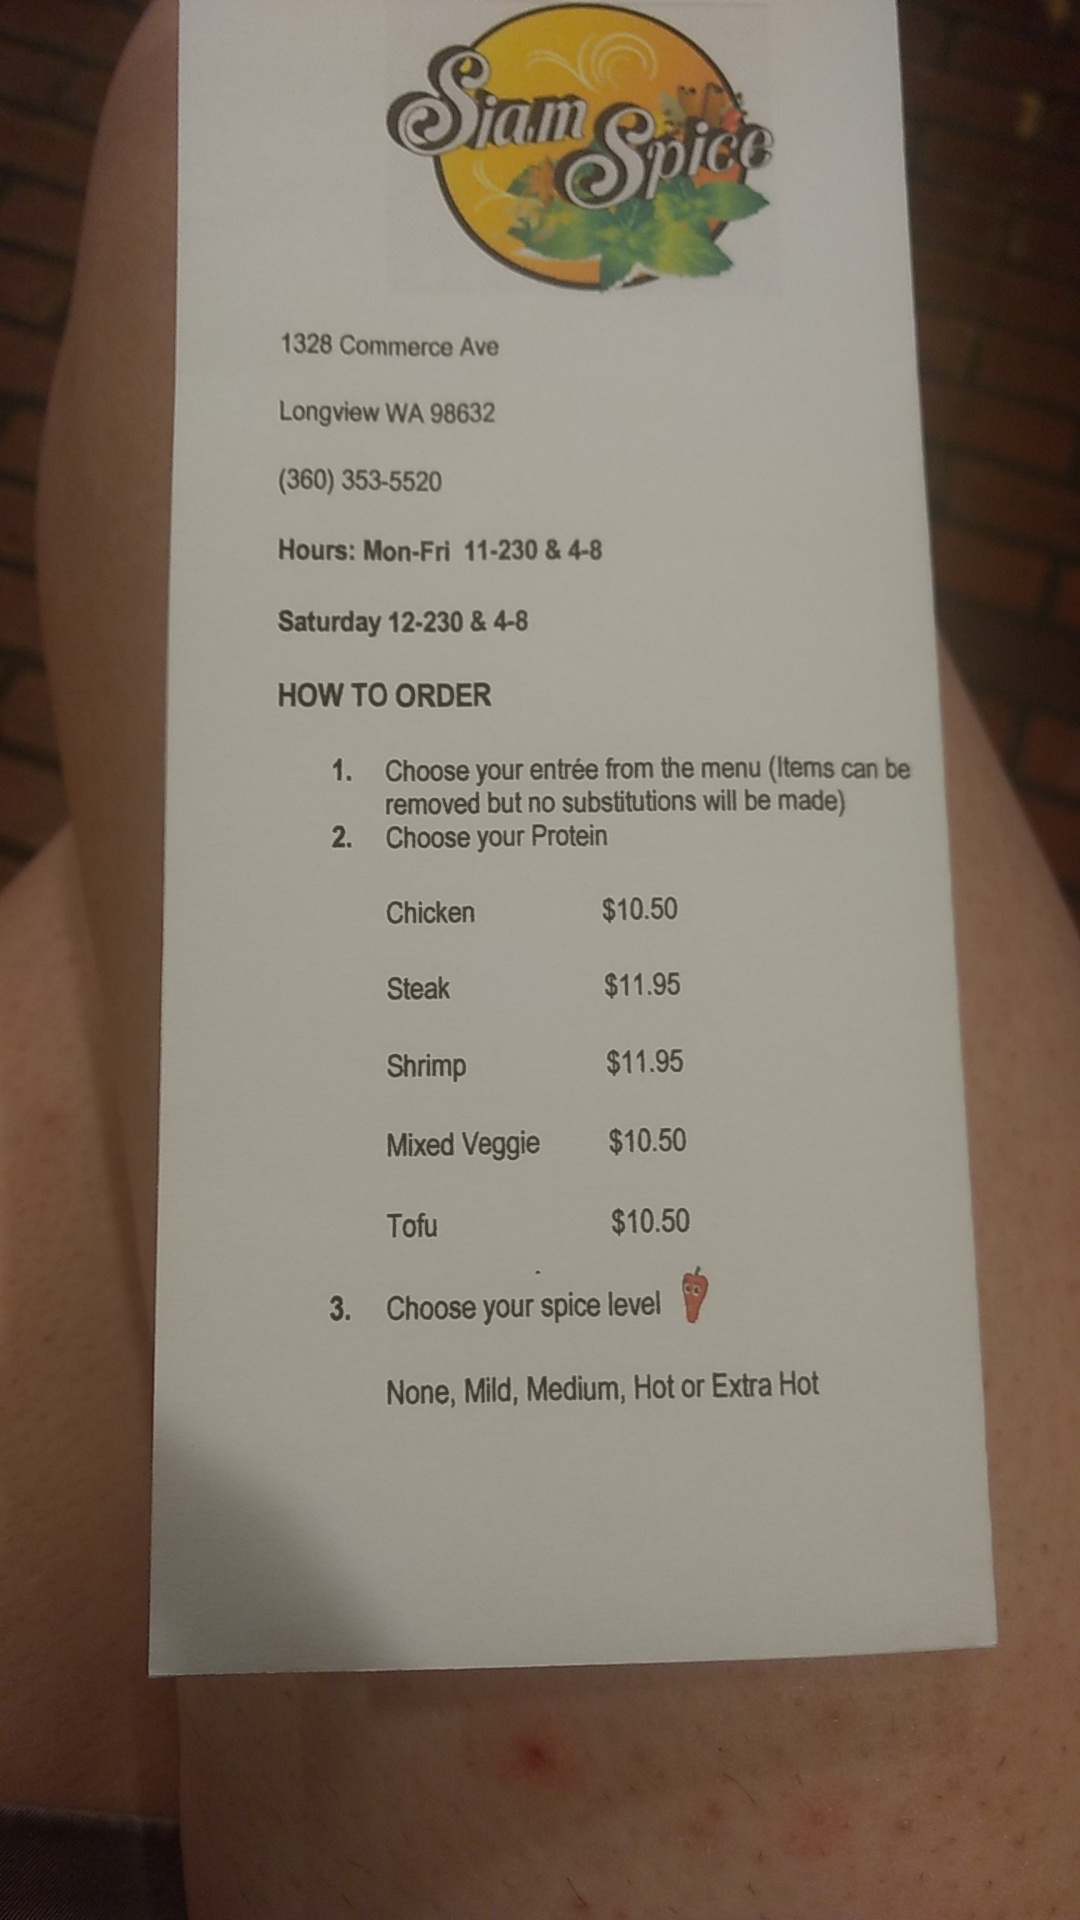 Siam Spice
1328 Commerce Ave
Longview WA 98632
(360) 353-5520
Hours: Mon-Fri 11-230 & 4-8
Saturday 12-230 & 4-8
HOW TO ORDER
1. Choose your entrée from the menu (Items can be
removed but no substitutions will be made)
2. Choose your Protein
Chicken $10.50
Steak $11.95
Shrimp $11.95
Mixed Veggie $10.50
Tofu $10.50
3. Choose your spice level
None, Mild, Medium, Hot or Extra Hot